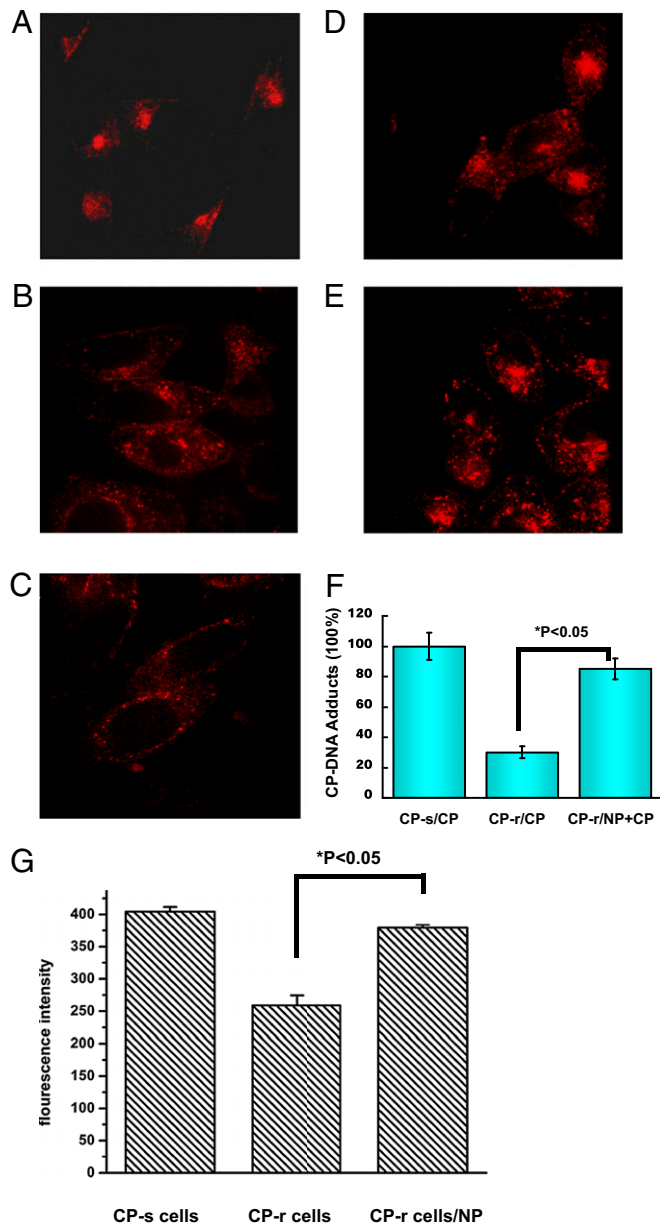 A
D
B
E
C
F
CP-DNA Adducts (100%)
120
100
80
60
40
20
0
*P<0.05
CP-s/CP CP-r/CP CP-r/NP+CP
G
flourescence intensity
400
350
300
250
200
150
100
50
0
*P<0.05
CP-s cells CP-r cells CP-r cells/NP